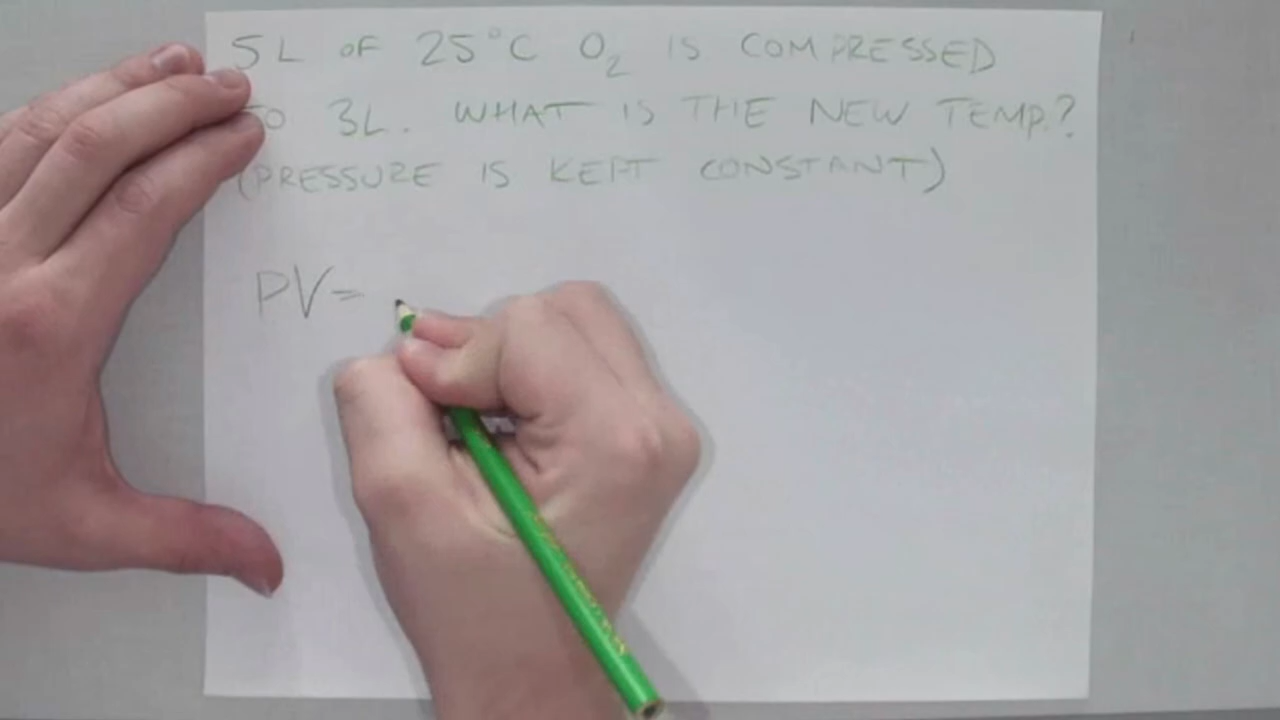 5L OF 25°C O₂ IS COMPRESSED
TO 3L. WHAT IS THE NEW TEMP.?
(PRESSURE IS KEPT CONSTANT)
PV=